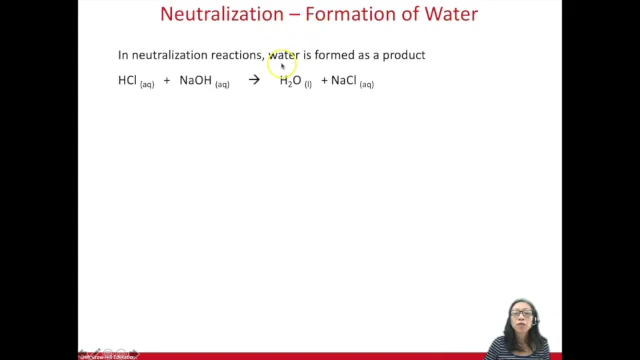 Neutralization – Formation of Water
In neutralization reactions, water is formed as a product
HCl (aq) + NaOH (aq) → H₂O (l) + NaCl (aq)